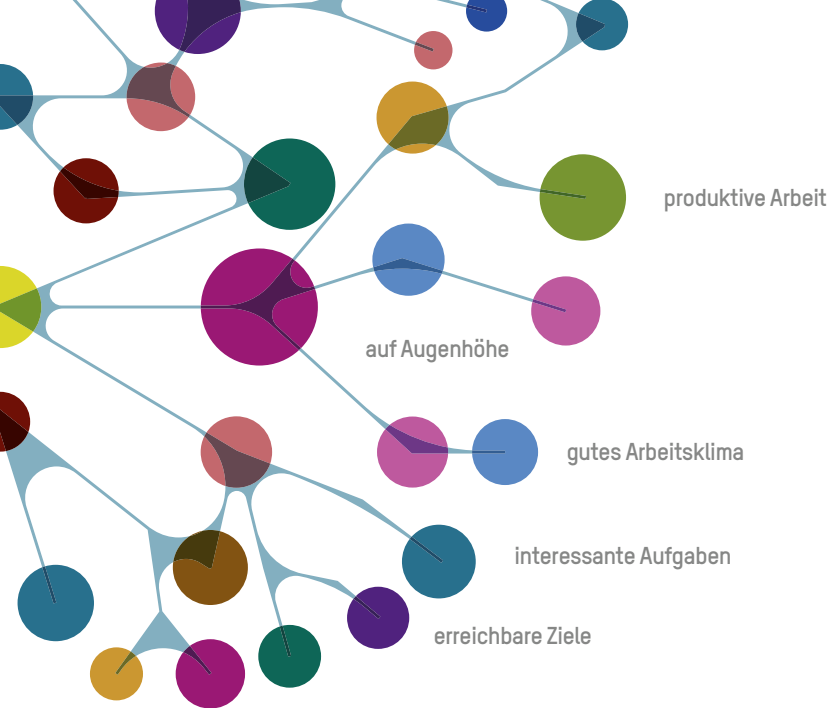 produktive Arbeit
auf Augenhöhe
gutes Arbeitsklima
interessante Aufgaben
erreichbare Ziele